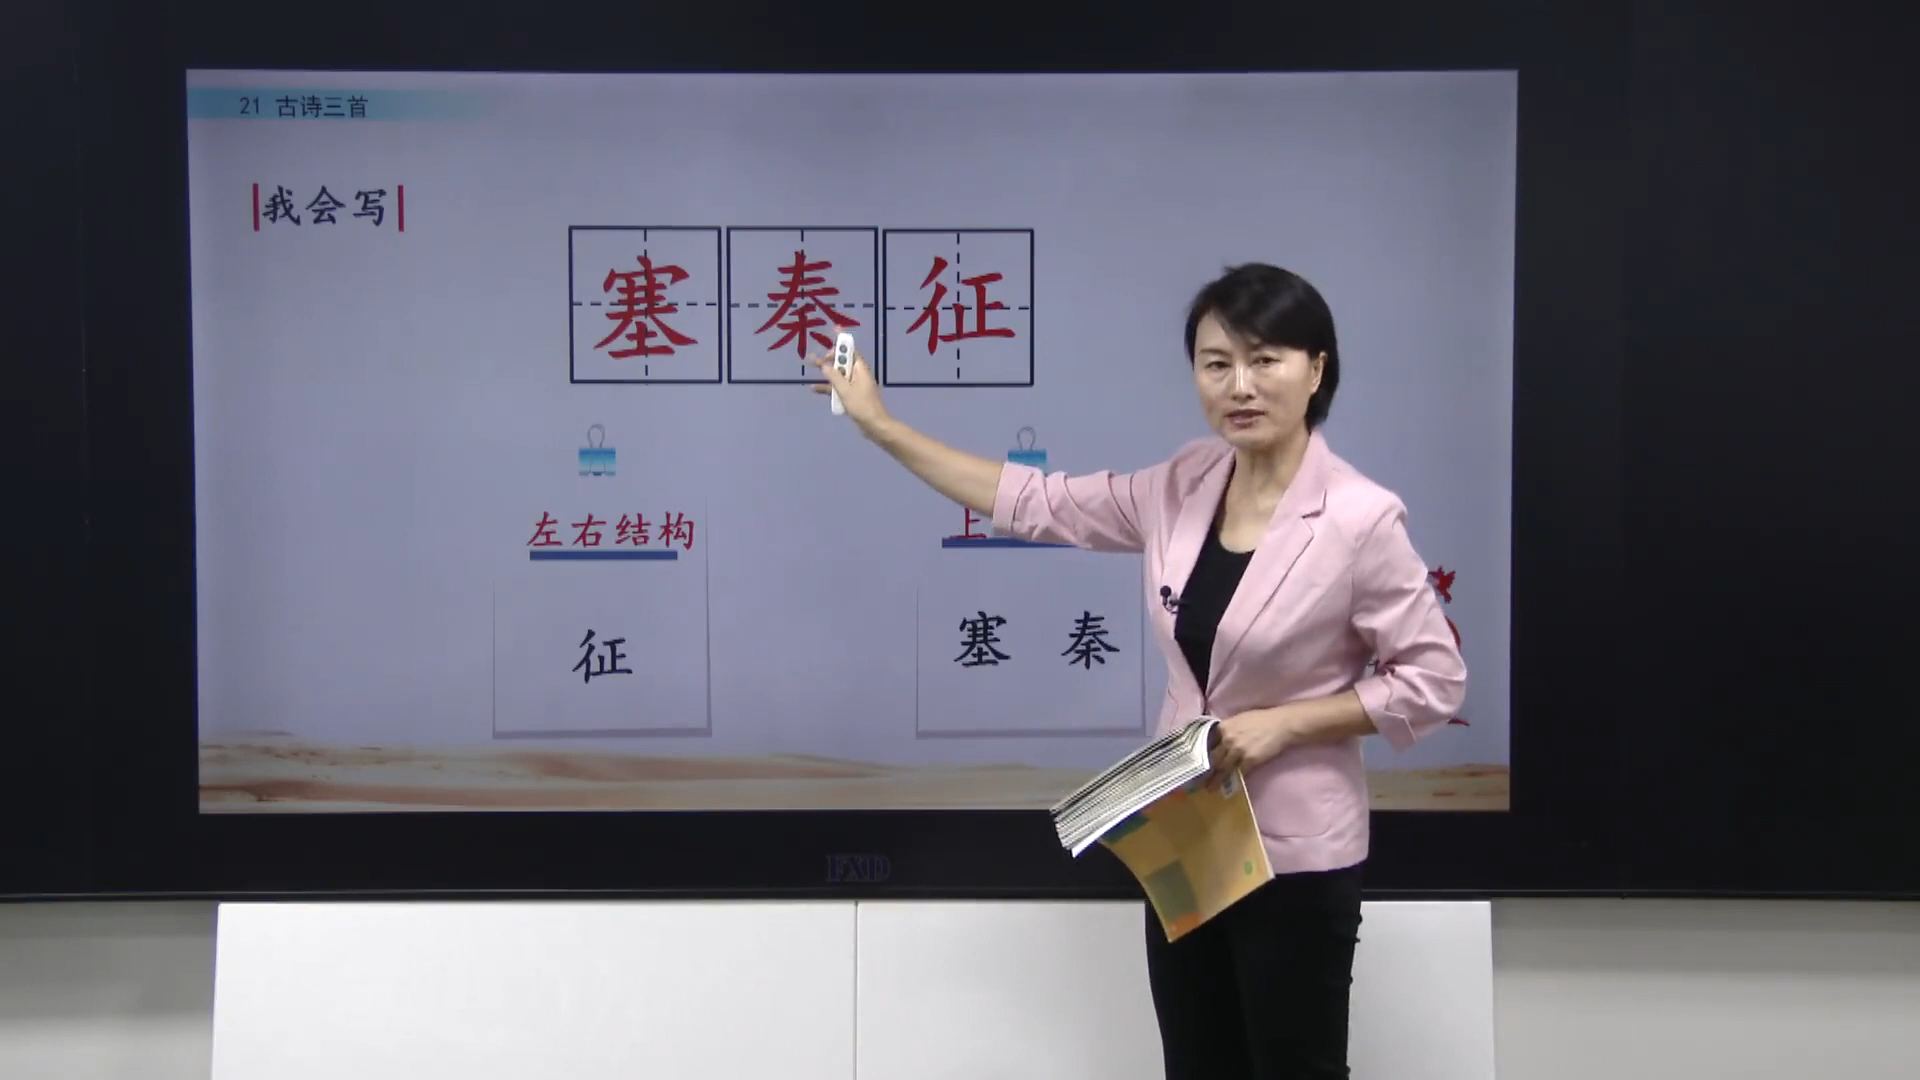 21 古诗三首
我会写
塞 秦 征
左右结构 上
征 塞 秦
FXD